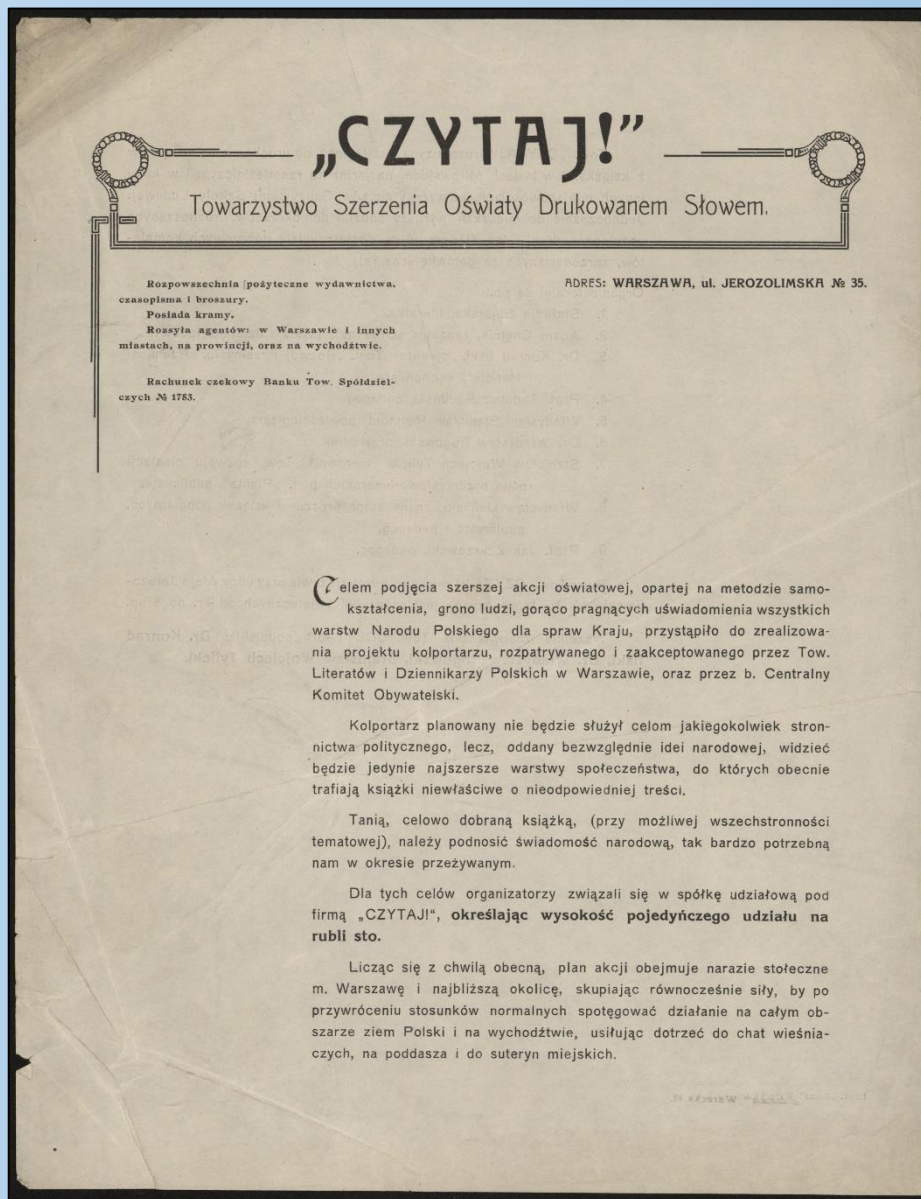 „CZYTAJ!”
Towarzystwo Szerzenia Oświaty Drukowanem Słowem.
Rozpowszechnia pożyteczne wydawnictwa,
czasopisma i broszury.
Posiada kramy.
Rozsyła agentów: w Warszawie i innych
miastach, na prowincji, oraz na wychodźtwie.
Rachunek czekowy Banku Tow. Spółdziel-
czych № 1783.
ADRES: WARSZAWA, ul. JEROZOLIMSKA № 35.
Celem podjęcia szerszej akcji oświatowej, opartej na metodzie samo-
kształcenia, grono ludzi, gorąco pragnących uświadomienia wszystkich
warstw Narodu Polskiego dla spraw Kraju, przystąpiło do zrealizowa-
nia projektu kolportarzu, rozpatrywanego i zaakceptowanego przez Tow.
Literatów i Dziennikarzy Polskich w Warszawie, oraz przez b. Centralny
Komitet Obywatelski.
Kolportarz planowany nie będzie służył celom jakiegokolwiek stron-
nictwa politycznego, lecz, oddany bezwzględnie idei narodowej, widzieć
będzie jedynie najszersze warstwy społeczeństwa, do których obecnie
trafiają książki niewłaściwe o nieodpowiedniej treści.
Tanią, celowo dobraną książką, (przy możliwej wszechstronności
tematowej), należy podnosić świadomość narodową, tak bardzo potrzebną
nam w okresie przeżywanym.
Dla tych celów organizatorzy związali się w spółkę udziałową pod
firmą „CZYTAJ!“, określając wysokość pojedyńczego udziału na
rubli sto.
Licząc się z chwilą obecną, plan akcji obejmuje narazie stołeczne
m. Warszawę i najbliższą okolicę, skupiając równocześnie siły, by po
przywróceniu stosunków normalnych spotęgować działanie na całym ob-
szarze ziem Polski i na wychodźtwie, usiłując dotrzeć do chat wieśnia-
czych, na poddasza i do suteryn miejskich.